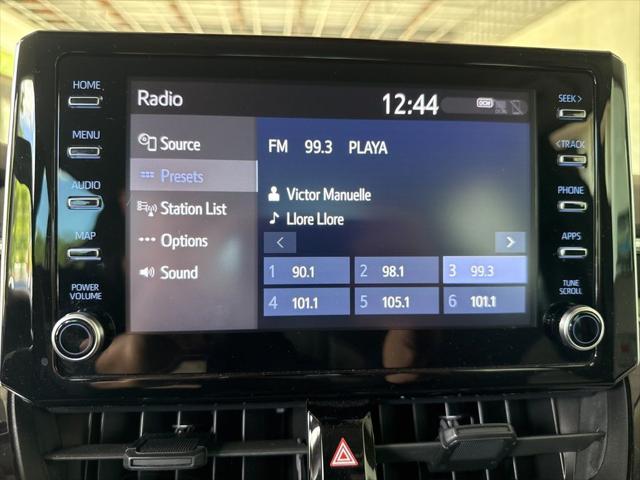 HOME
MENU
AUDIO
MAP
POWER
VOLUME
Radio
12:44
DCM
Source
Presets
Station List
Options
Sound
FM 99.3 PLAYA
Victor Manuelle
Llore Llore
< >
1 90.1 2 98.1 3 99.3
4 101.1 5 105.1 6 101.1
SEEK >
< TRACK
PHONE
APPS
TUNE
SCROLL